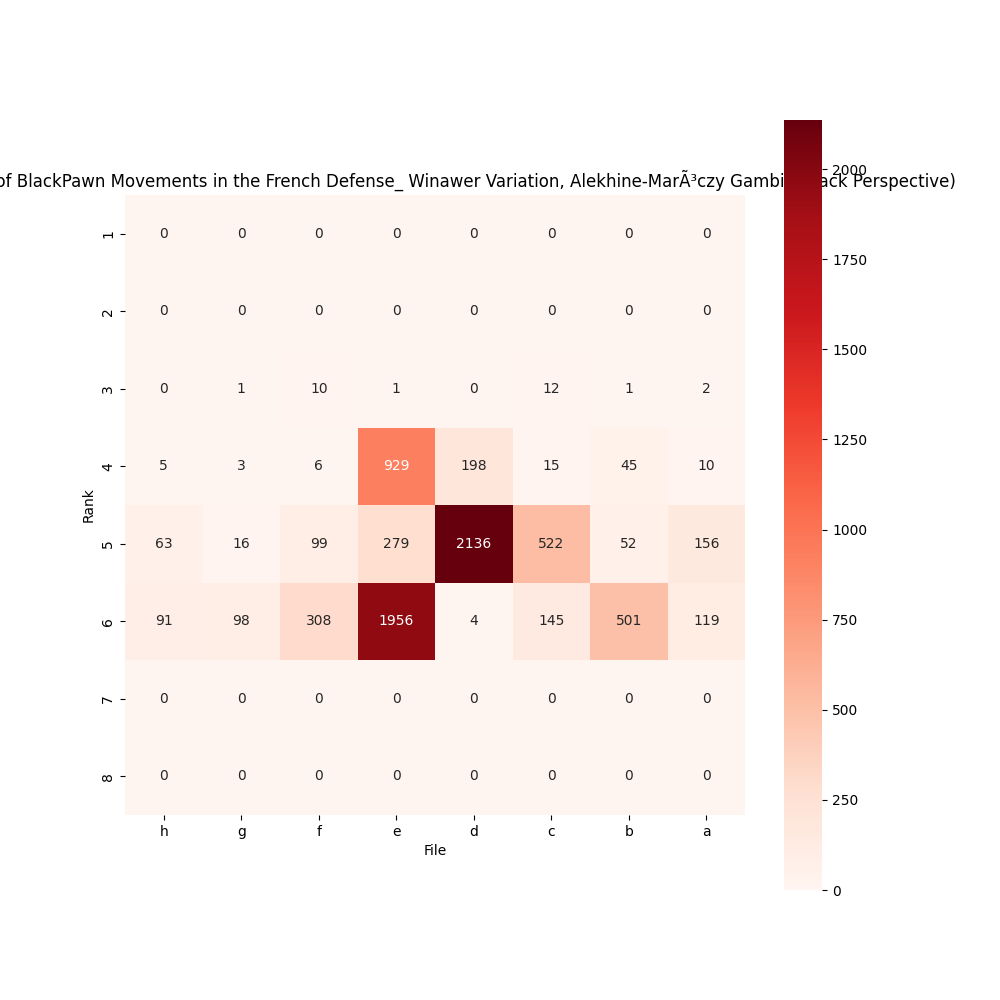 of BlackPawn Movements in the French Defense_ Winawer Variation, Alekhine-MarÃ³czy Gambi ack Perspective)
1 0 0 0 0 0 0 0 0
2 0 0 0 0 0 0 0 0
3 0 1 10 1 0 12 1 2
4 5 3 6 929 198 15 45 10
5 63 16 99 279 2136 522 52 156
6 91 98 308 1956 4 145 501 119
7 0 0 0 0 0 0 0 0
8 0 0 0 0 0 0 0 0
h g f e d c b a
File
Rank
2000
1750
1500
1250
1000
750
500
250
0